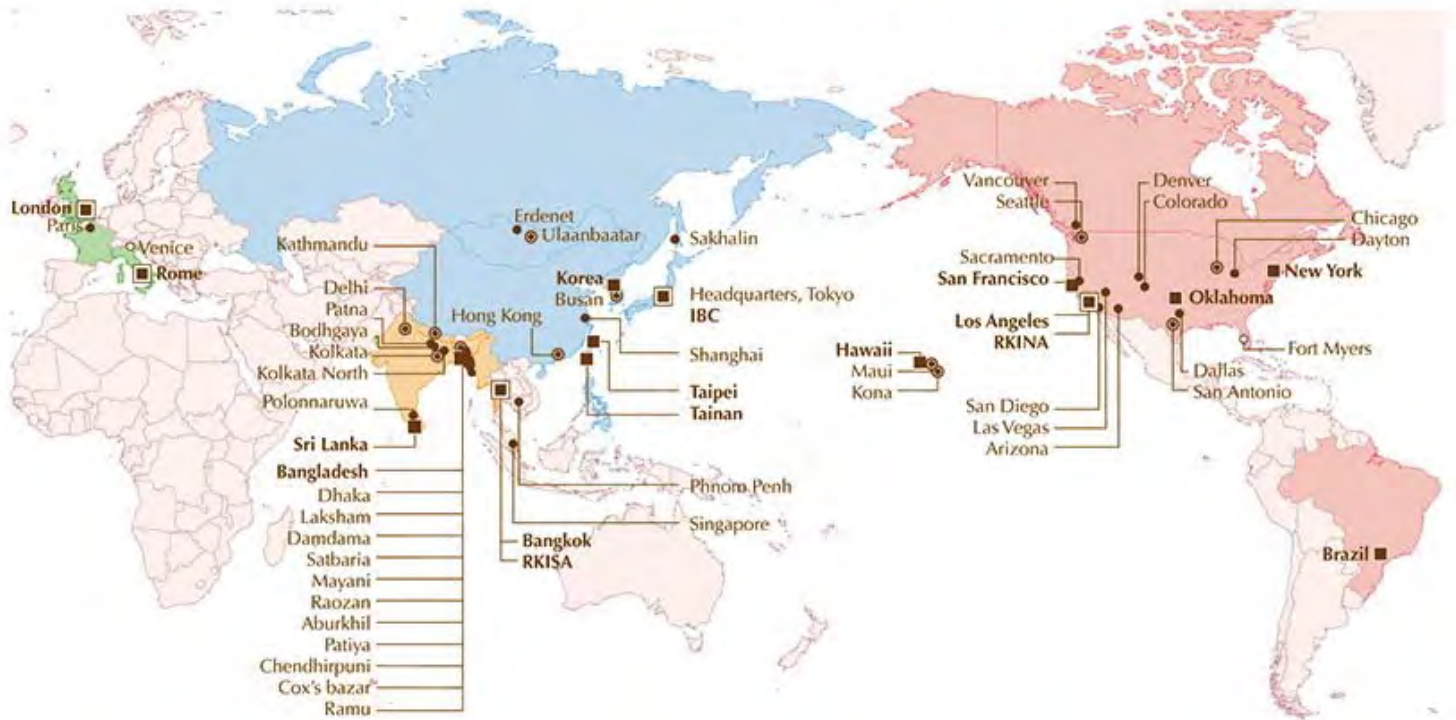 London
Paris
Venice
Rome
Kathmandu
Delhi
Patna
Bodhgaya
Kolkata
Kolkata North
Polonnaruwa
Sri Lanka
Bangladesh
Dhaka
Laksham
Damdama
Satbaria
Mayani
Raozan
Aburkhil
Patiya
Chendhirpuni
Cox's bazar
Ramu
Erdenet
Ulaanbaatar
Sakhalin
Korea
Busan
Headquarters, Tokyo
IBC
Hong Kong
Shanghai
Taipei
Tainan
Phnom Penh
Singapore
Bangkok
RKISA
Hawaii
Maui
Kona
Vancouver
Seattle
Sacramento
San Francisco
Los Angeles
RKINA
San Diego
Las Vegas
Arizona
Denver
Colorado
Chicago
Dayton
New York
Oklahoma
Fort Myers
Dallas
San Antonio
Brazil